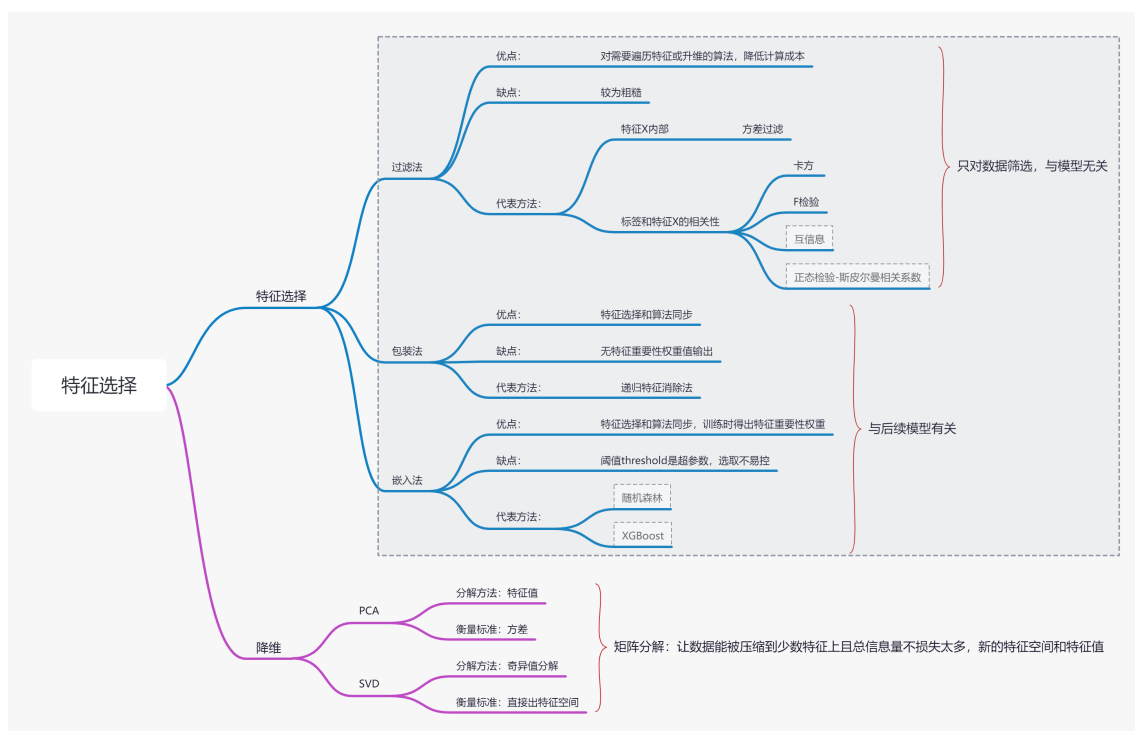 特征选择
特征选择
过滤法
优点：
对需要遍历特征或升维的算法，降低计算成本
缺点：
较为粗糙
代表方法：
特征X内部
方差过滤
标签和特征X的相关性
卡方
F检验
互信息
正态检验-斯皮尔曼相关系数
只对数据筛选，与模型无关
包装法
优点：
特征选择和算法同步
缺点：
无特征重要性权重值输出
代表方法：
递归特征消除法
嵌入法
优点：
特征选择和算法同步，训练时得出特征重要性权重
缺点：
阈值threshold是超参数，选取不易控
代表方法：
随机森林
XGBoost
与后续模型有关
降维
PCA
分解方法：特征值
衡量标准：方差
SVD
分解方法：奇异值分解
衡量标准：直接出特征空间
矩阵分解：让数据能被压缩到少数特征上且总信息量不损失太多，新的特征空间和特征值